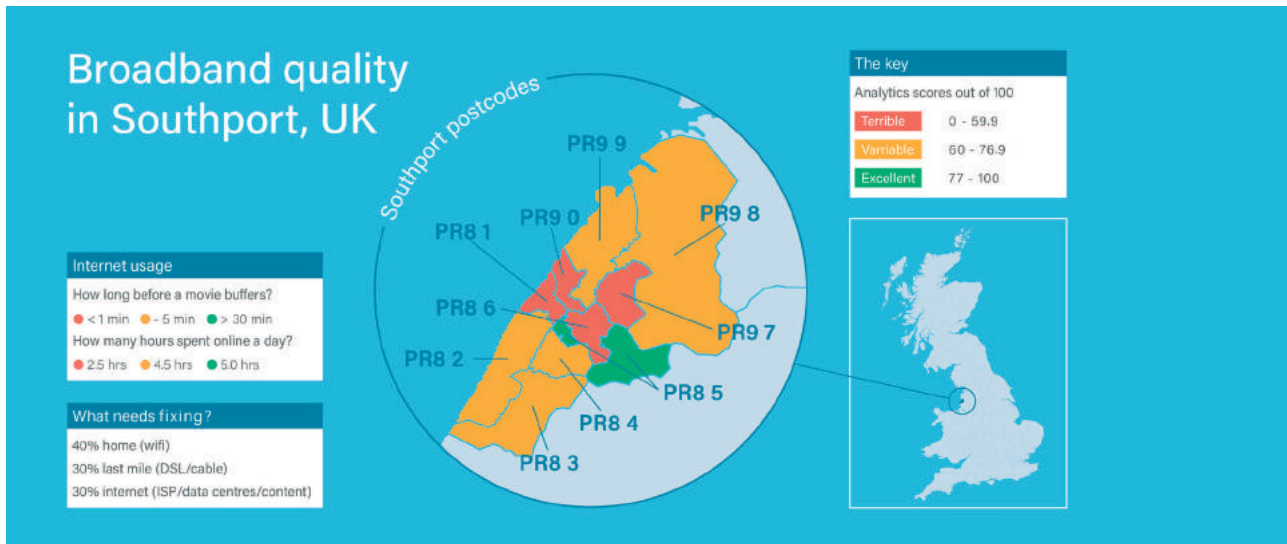 Broadband quality
in Southport, UK
Southport postcodes
PR9 9
PR9 0
PR8 1
PR9 8
PR8 6
PR9 7
PR8 2
PR8 5
PR8 4
PR8 3
Internet usage
How long before a movie buffers?
< 1 min - 5 min > 30 min
How many hours spent online a day?
2.5 hrs 4.5 hrs 5.0 hrs
What needs fixing?
40% home (wifi)
30% last mile (DSL/cable)
30% internet (ISP/data centres/content)
The key
Analytics scores out of 100
Terrible 0 - 59.9
Varriable 60 - 76.9
Excellent 77 - 100